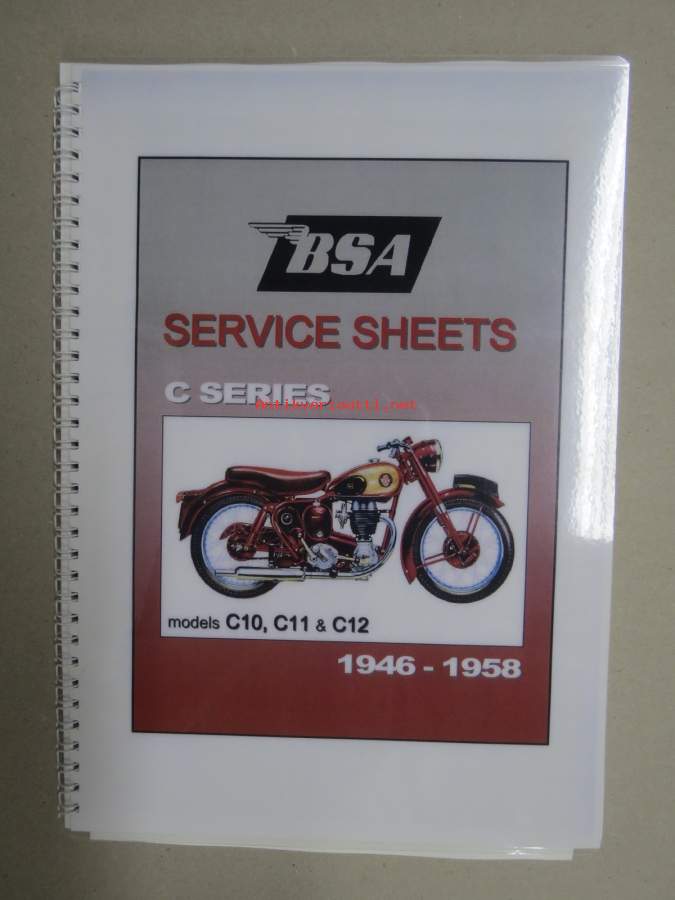 BSA
SERVICE SHEETS
C SERIES
Antikvariaatti.net
models C10, C11 & C12
1946 - 1958